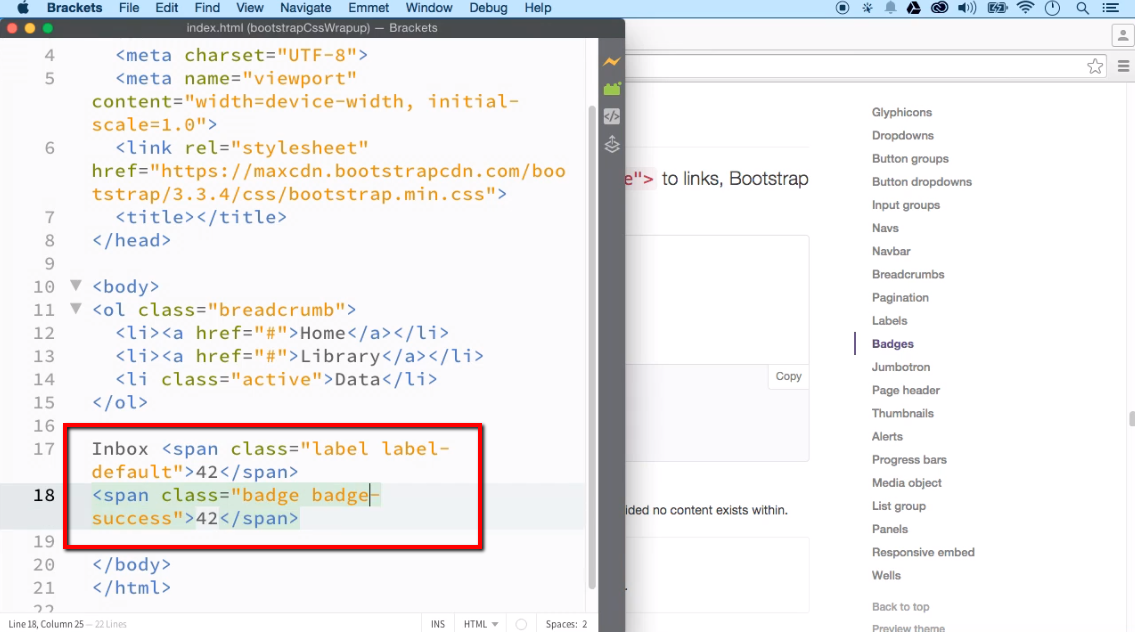 Brackets File Edit Find View Navigate Emmet Window Debug Help
index.html (bootstrapCssWrapup) — Brackets
4 <meta charset="UTF-8">
5 <meta name="viewport"
content="width=device-width, initial-
scale=1.0">
6 <link rel="stylesheet"
href="https://maxcdn.bootstrapcdn.com/boo
tstrap/3.3.4/css/bootstrap.min.css">
7 <title></title>
8 </head>
9
10 <body>
11 <ol class="breadcrumb">
12 <li><a href="#">Home</a></li>
13 <li><a href="#">Library</a></li>
14 <li class="active">Data</li>
15 </ol>
16
17 Inbox <span class="label label-
default">42</span>
18 <span class="badge badge-
success">42</span>
19
20 </body>
21 </html>
22
Line 18, Column 25 — 22 Lines
INS HTML Spaces: 2
e"> to links, Bootstrap
Copy
ided no content exists within.
Glyphicons
Dropdowns
Button groups
Button dropdowns
Input groups
Navs
Navbar
Breadcrumbs
Pagination
Labels
Badges
Jumbotron
Page header
Thumbnails
Alerts
Progress bars
Media object
List group
Panels
Responsive embed
Wells
Back to top
Preview theme